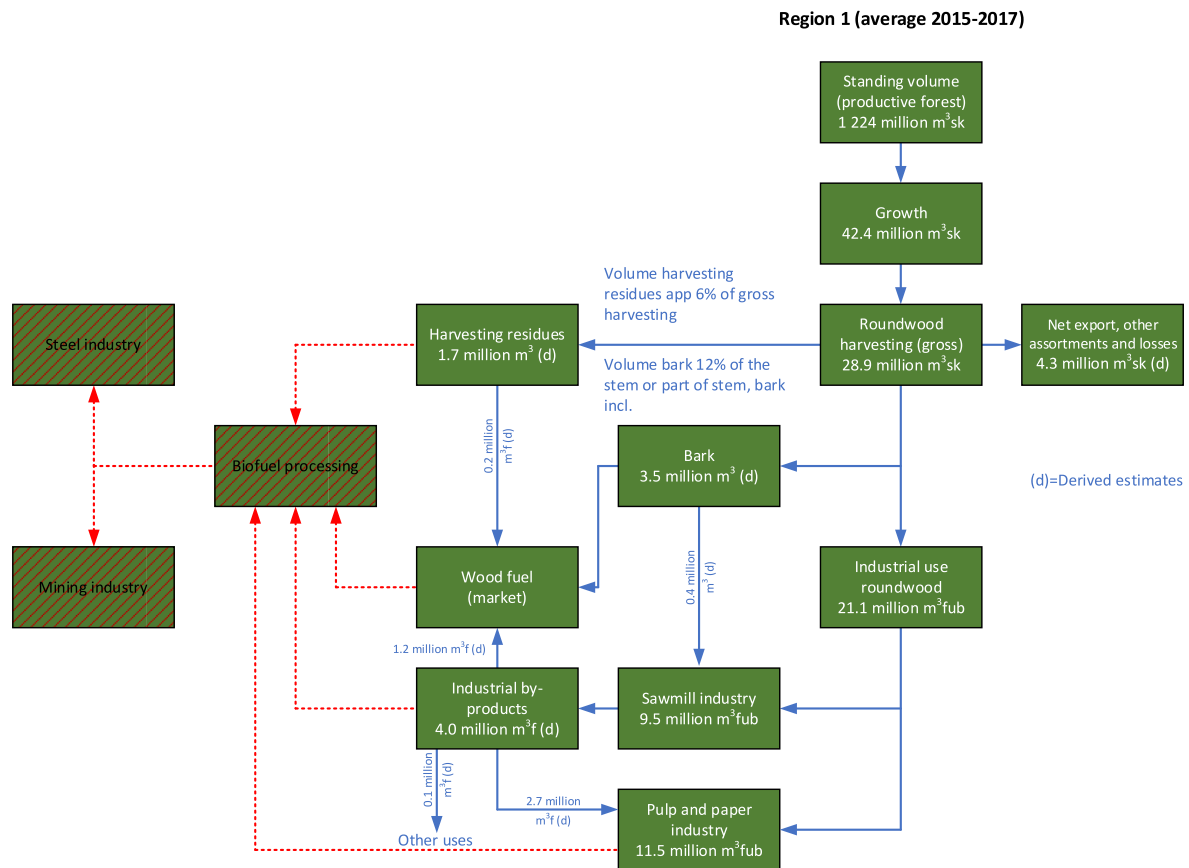 Region 1 (average 2015-2017)
Standing volume
(productive forest)
1 224 million m³sk
Growth
42.4 million m³sk
Volume harvesting
residues app 6% of gross
harvesting
Steel industry
Harvesting residues
1.7 million m³ (d)
Roundwood
harvesting (gross)
28.9 million m³sk
Net export, other
assortments and losses
4.3 million m³sk (d)
Volume bark 12% of the
stem or part of stem, bark
incl.
0.2 million
m³f (d)
Biofuel processing
Bark
3.5 million m³ (d)
(d)=Derived estimates
Mining industry
Wood fuel
(market)
0.4 million
m³ (d)
Industrial use
roundwood
21.1 million m³fub
1.2 million m³f (d)
Industrial by-
products
4.0 million m³f (d)
Sawmill industry
9.5 million m³fub
0.1 million
m³f (d)
2.7 million
m³f (d)
Other uses
Pulp and paper
industry
11.5 million m³fub